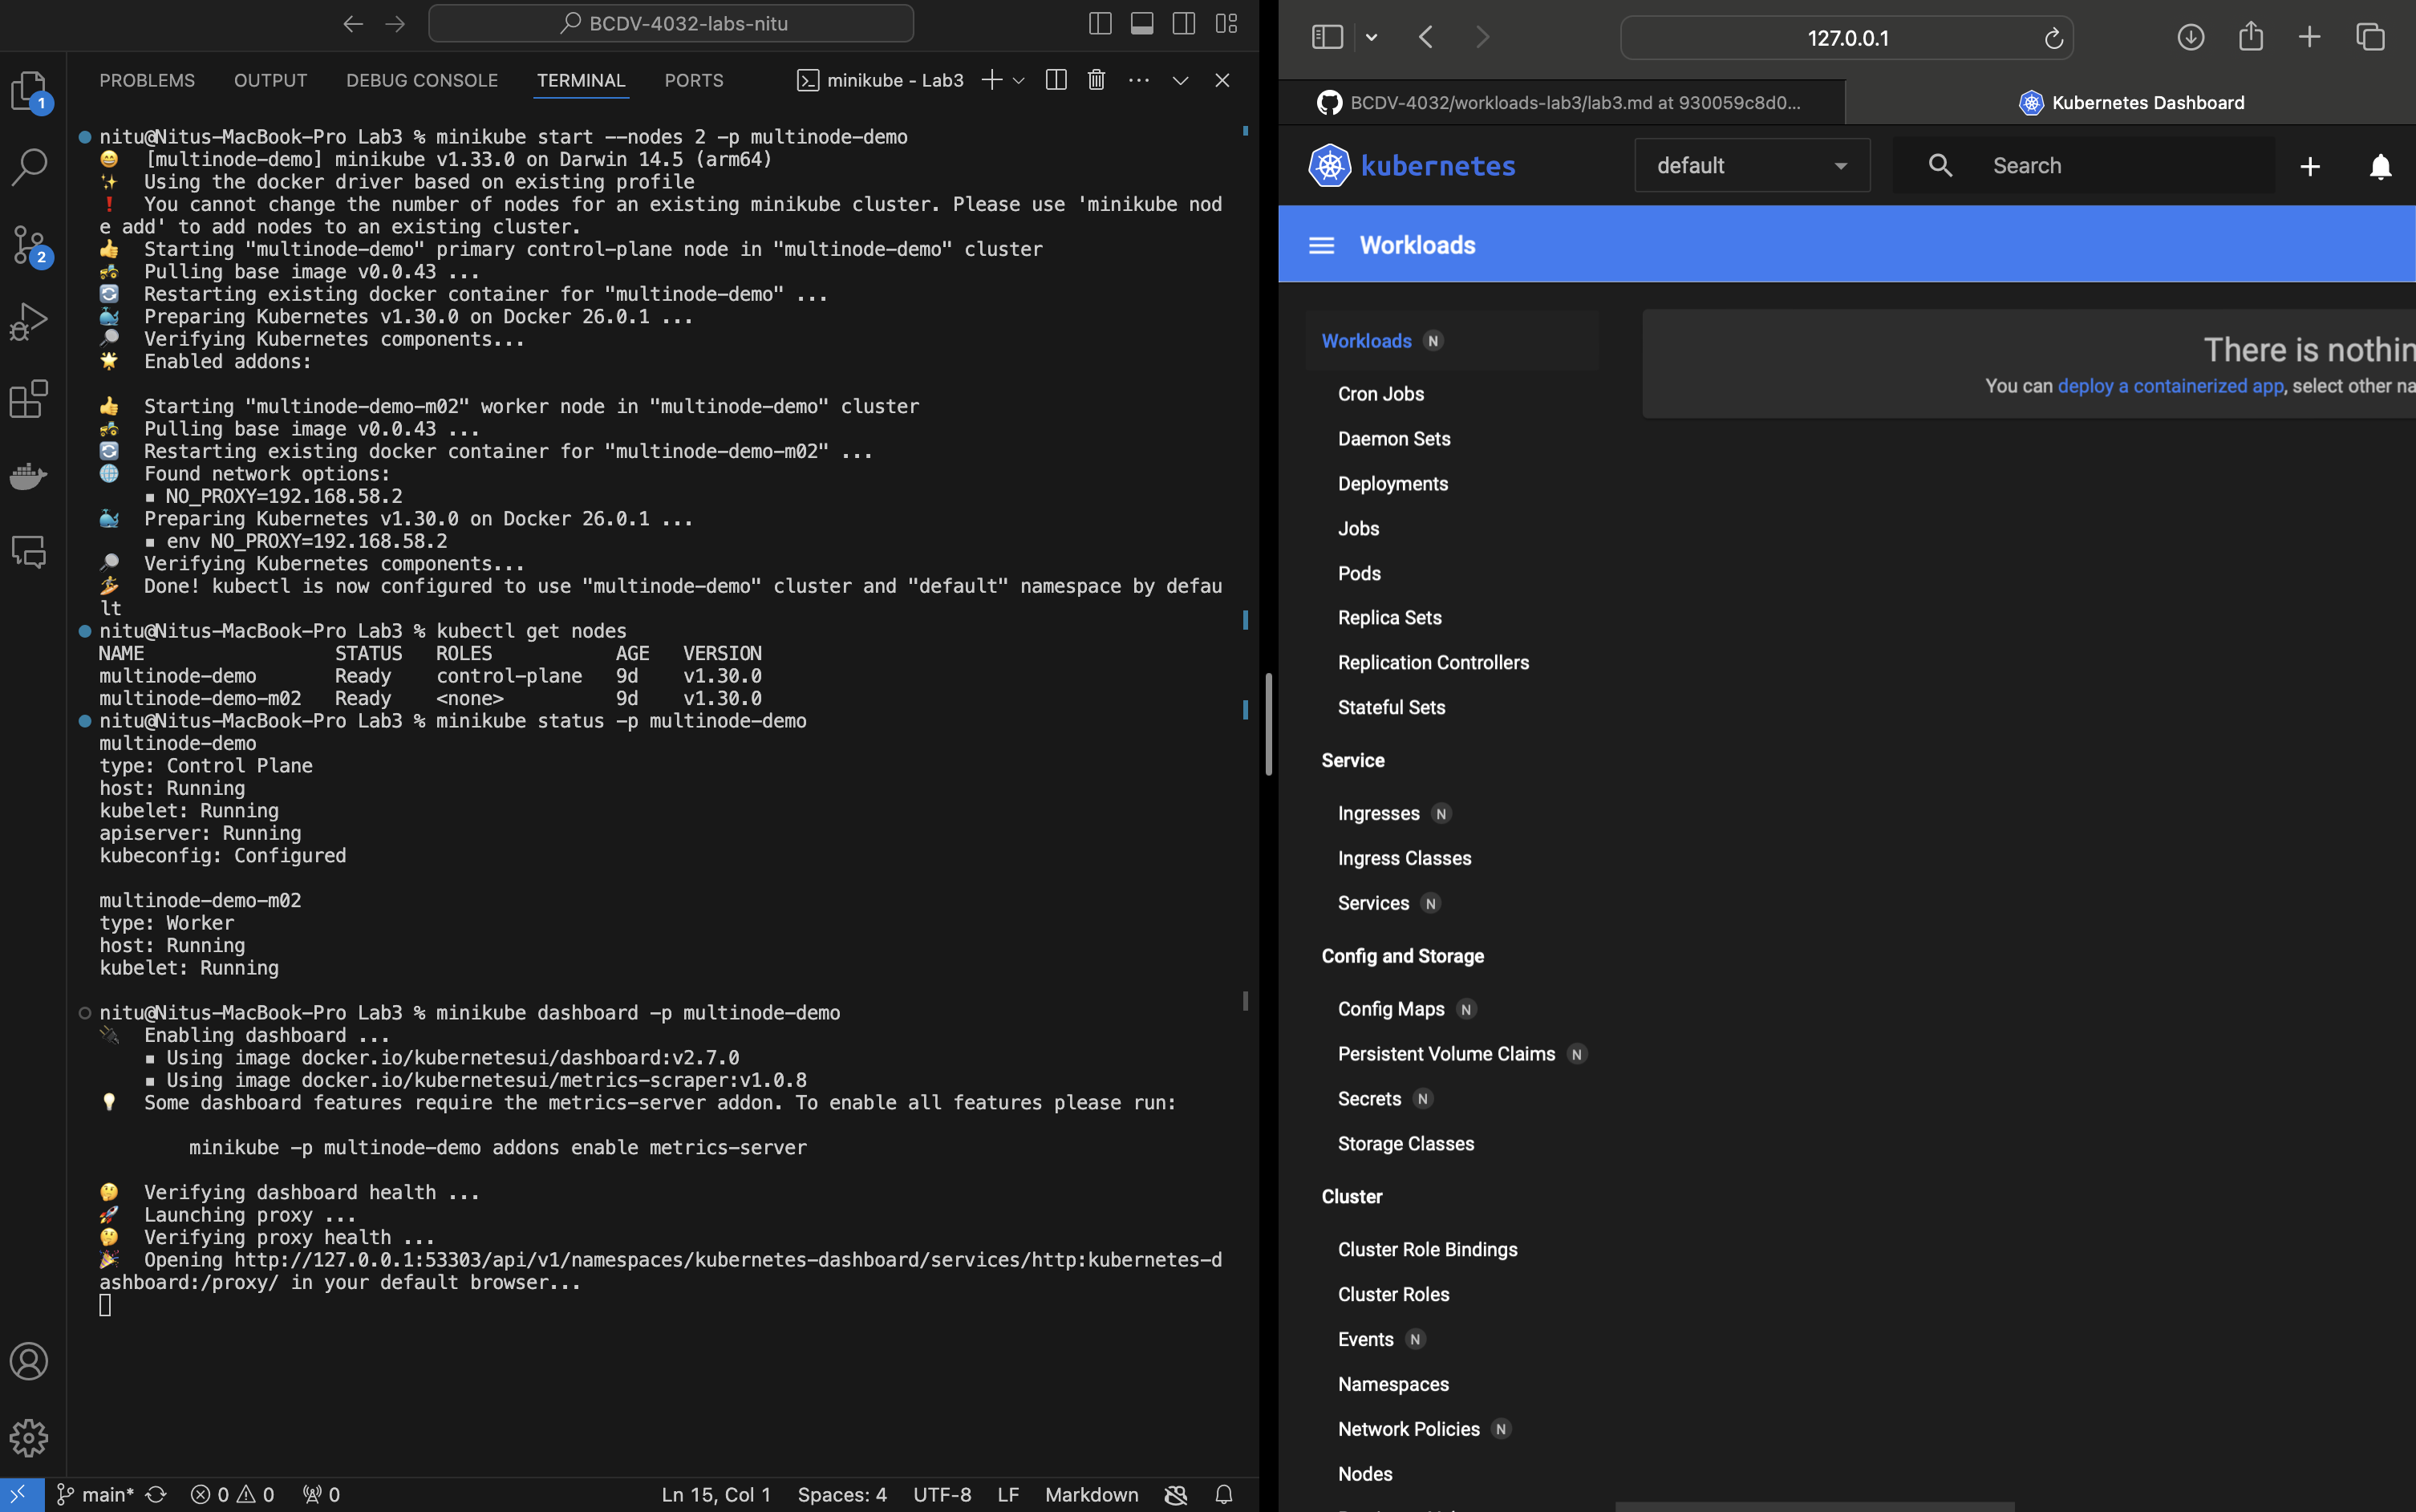 BCDV-4032-labs-nitu
PROBLEMS OUTPUT DEBUG CONSOLE TERMINAL PORTS minikube - Lab3
1
2
nitu@Nitus-MacBook-Pro Lab3 % minikube start --nodes 2 -p multinode-demo
[multinode-demo] minikube v1.33.0 on Darwin 14.5 (arm64)
Using the docker driver based on existing profile
You cannot change the number of nodes for an existing minikube cluster. Please use 'minikube nod
e add' to add nodes to an existing cluster.
Starting "multinode-demo" primary control-plane node in "multinode-demo" cluster
Pulling base image v0.0.43 ...
Restarting existing docker container for "multinode-demo" ...
Preparing Kubernetes v1.30.0 on Docker 26.0.1 ...
Verifying Kubernetes components...
Enabled addons:
Starting "multinode-demo-m02" worker node in "multinode-demo" cluster
Pulling base image v0.0.43 ...
Restarting existing docker container for "multinode-demo-m02" ...
Found network options:
▪ NO_PROXY=192.168.58.2
Preparing Kubernetes v1.30.0 on Docker 26.0.1 ...
▪ env NO_PROXY=192.168.58.2
Verifying Kubernetes components...
Done! kubectl is now configured to use "multinode-demo" cluster and "default" namespace by defau
lt
nitu@Nitus-MacBook-Pro Lab3 % kubectl get nodes
NAME STATUS ROLES AGE VERSION
multinode-demo Ready control-plane 9d v1.30.0
multinode-demo-m02 Ready <none> 9d v1.30.0
nitu@Nitus-MacBook-Pro Lab3 % minikube status -p multinode-demo
multinode-demo
type: Control Plane
host: Running
kubelet: Running
apiserver: Running
kubeconfig: Configured
multinode-demo-m02
type: Worker
host: Running
kubelet: Running
nitu@Nitus-MacBook-Pro Lab3 % minikube dashboard -p multinode-demo
Enabling dashboard ...
▪ Using image docker.io/kubernetesui/dashboard:v2.7.0
▪ Using image docker.io/kubernetesui/metrics-scraper:v1.0.8
Some dashboard features require the metrics-server addon. To enable all features please run:
minikube -p multinode-demo addons enable metrics-server
Verifying dashboard health ...
Launching proxy ...
Verifying proxy health ...
Opening http://127.0.0.1:53303/api/v1/namespaces/kubernetes-dashboard/services/http:kubernetes-d
ashboard:/proxy/ in your default browser...
main* 0 0 0 Ln 15, Col 1 Spaces: 4 UTF-8 LF Markdown
127.0.0.1
BCDV-4032/workloads-lab3/lab3.md at 930059c8d0... Kubernetes Dashboard
kubernetes default Search
Workloads
Workloads N
Cron Jobs
Daemon Sets
Deployments
Jobs
Pods
Replica Sets
Replication Controllers
Stateful Sets
Service
Ingresses N
Ingress Classes
Services N
Config and Storage
Config Maps N
Persistent Volume Claims N
Secrets N
Storage Classes
Cluster
Cluster Role Bindings
Cluster Roles
Events N
Namespaces
Network Policies N
Nodes
There is nothin
You can deploy a containerized app, select other na